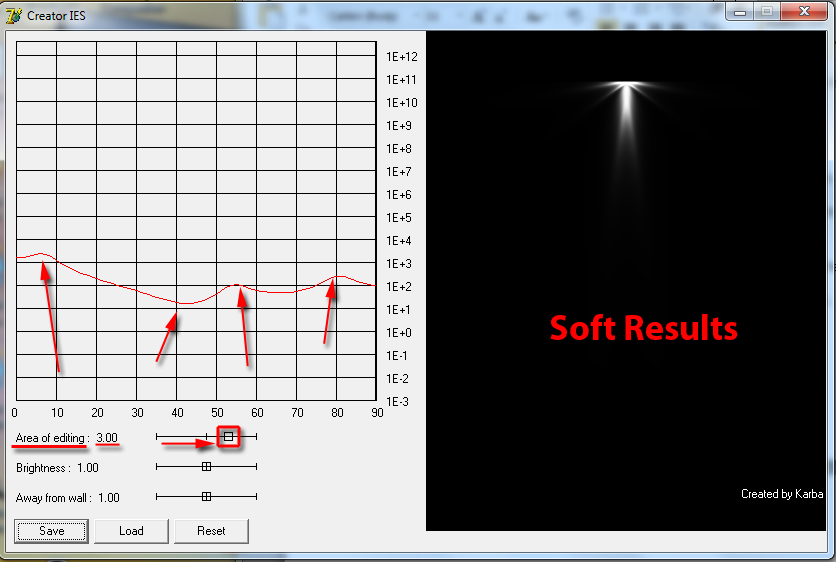 Creator IES
1E+12
1E+11
1E+10
1E+9
1E+8
1E+7
1E+6
1E+5
1E+4
1E+3
1E+2
1E+1
1E+0
1E-1
1E-2
1E-3
0 10 20 30 40 50 60 70 80 90
Area of editing : 3.00
Brightness : 1.00
Away from wall : 1.00
Save Load Reset
Soft Results
Created by Karba